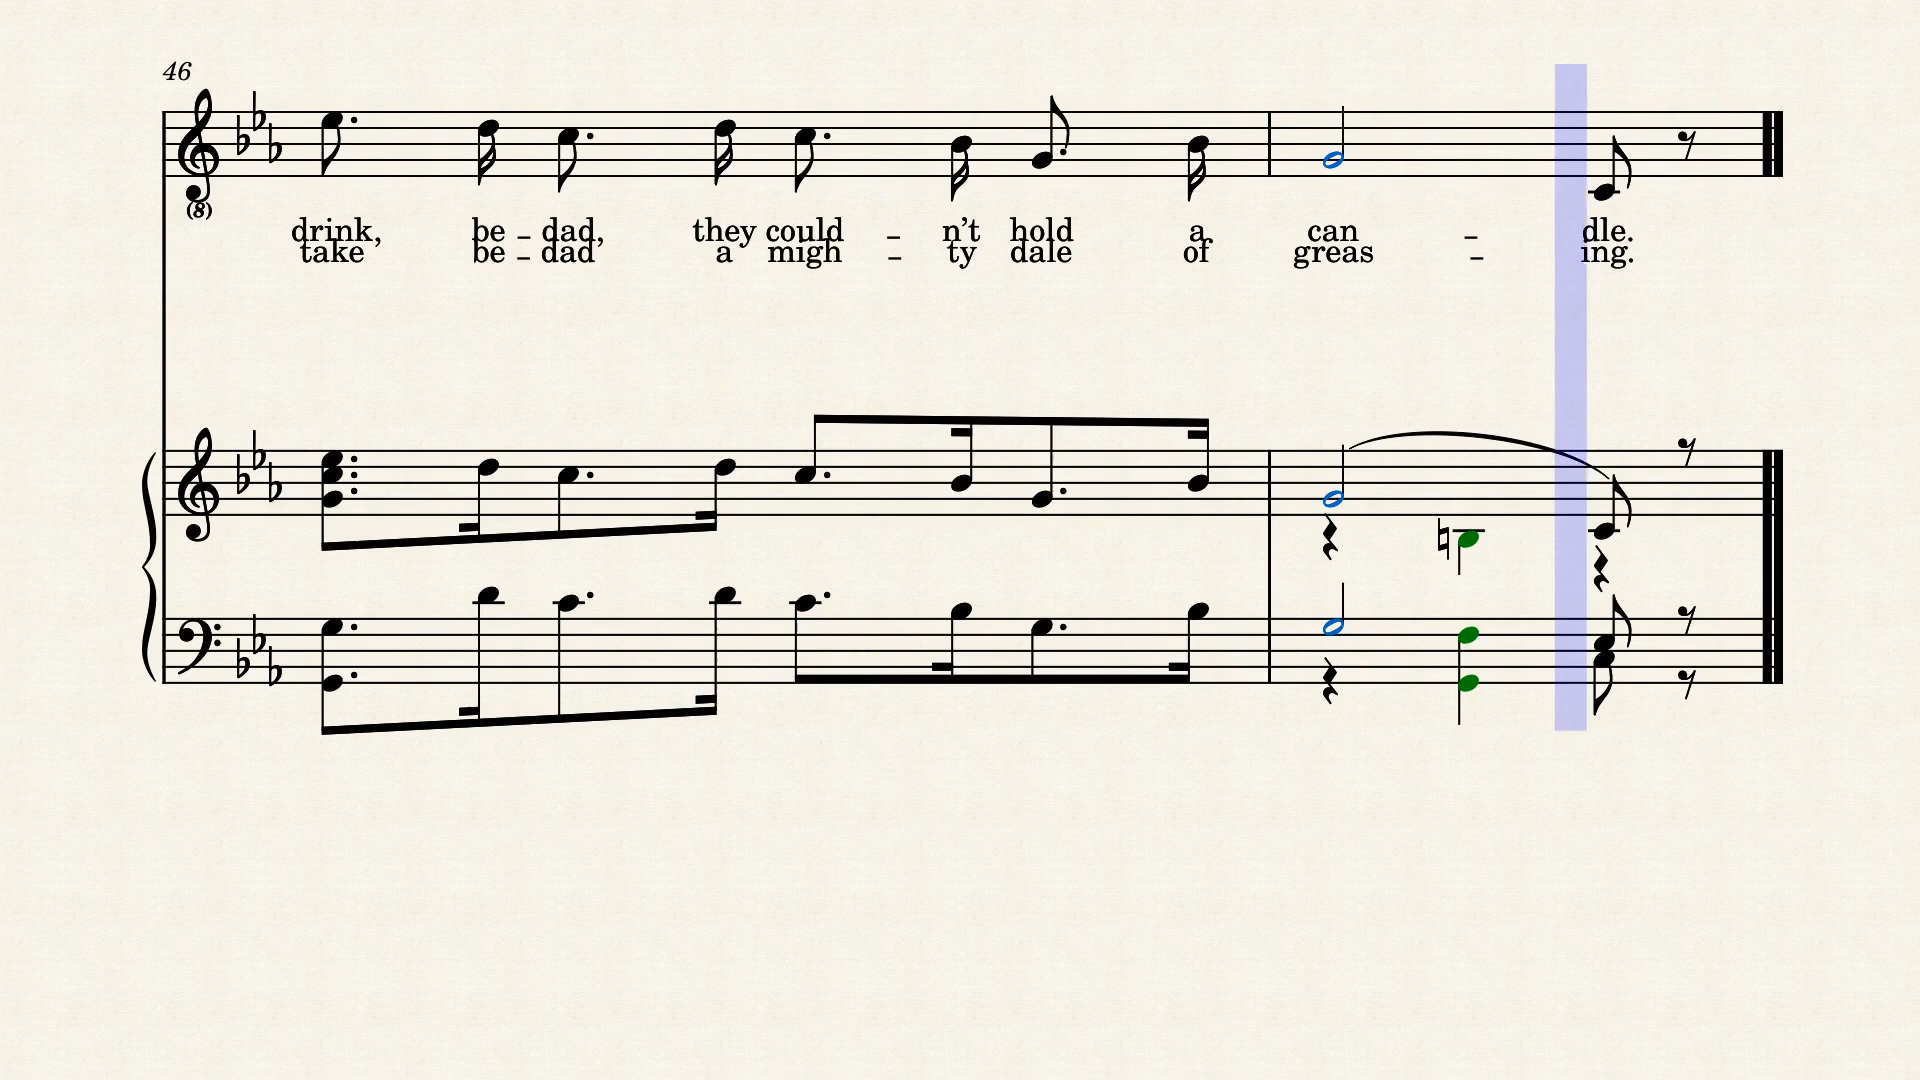 46
(8)
drink, be - dad, they could - n’t hold a can - dle.
take be - dad a migh - ty dale of greas - ing.